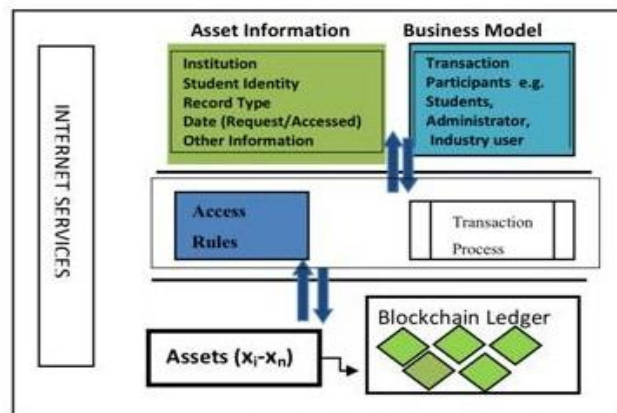 INTERNET SERVICES
Asset Information
Institution
Student Identity
Record Type
Date (Request/Accessed)
Other Information
Business Model
Transaction
Participants e.g.
Students,
Administrator,
Industry user
Access
Rules
Transaction
Process
Assets (xi-xn)
Blockchain Ledger